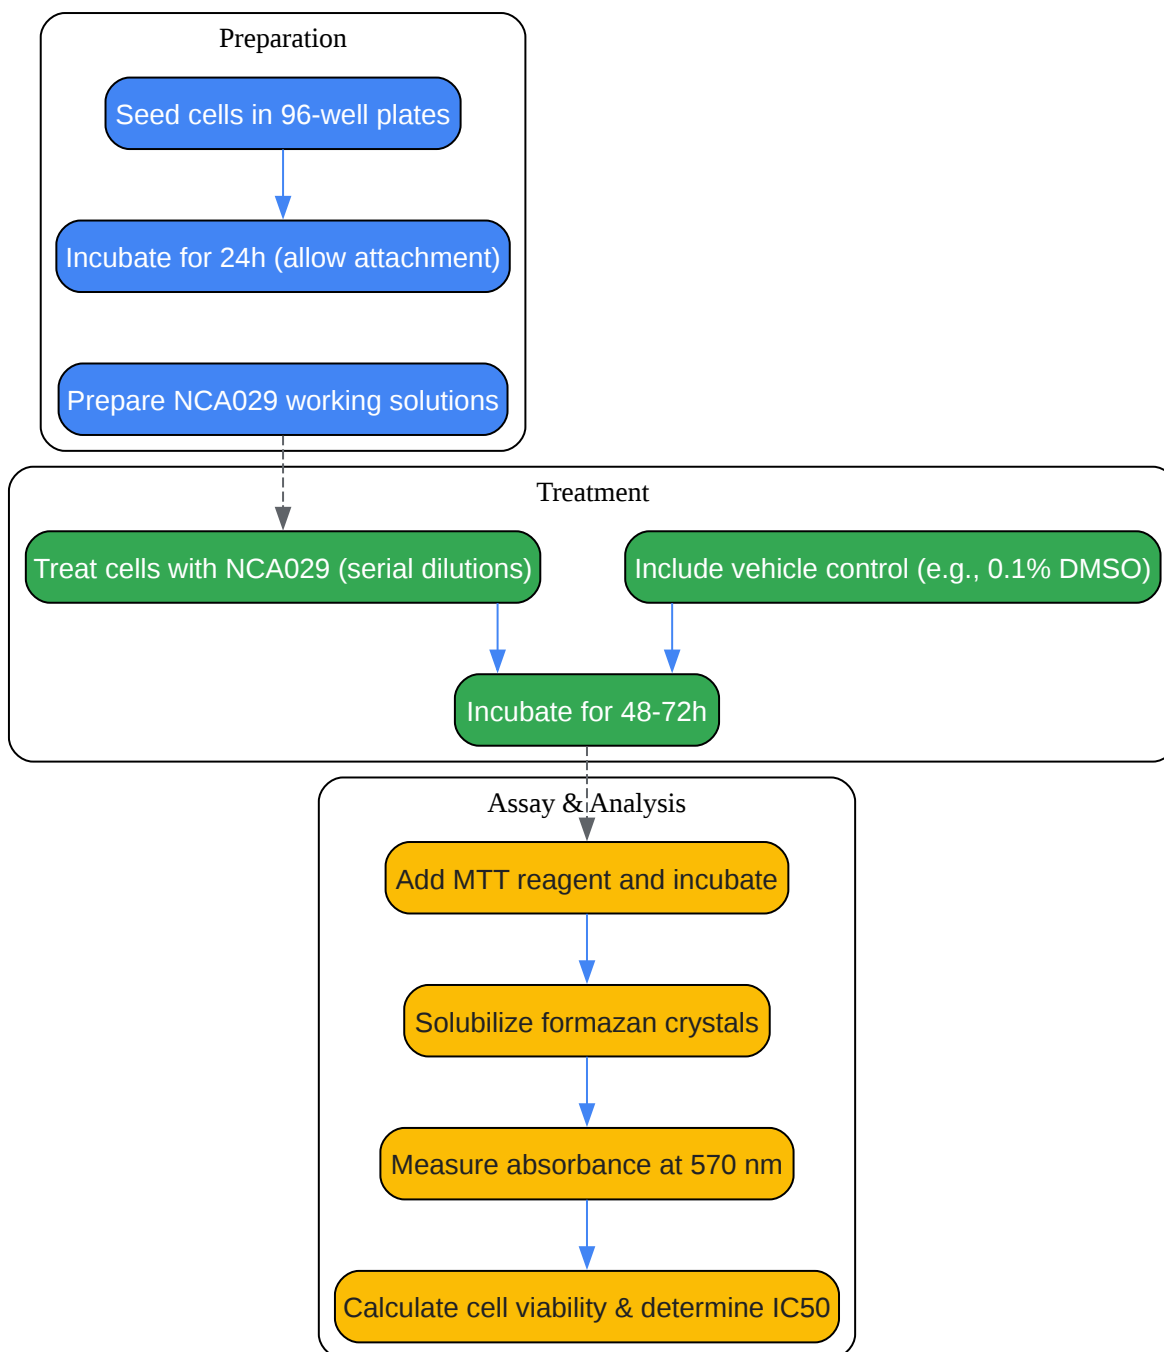 Preparation
Seed cells in 96-well plates
Incubate for 24h (allow attachment)
Prepare NCA029 working solutions
Treatment
Treat cells with NCA029 (serial dilutions)
Include vehicle control (e.g., 0.1% DMSO)
Incubate for 48-72h
Assay & Analysis
Add MTT reagent and incubate
Solubilize formazan crystals
Measure absorbance at 570 nm
Calculate cell viability & determine IC50